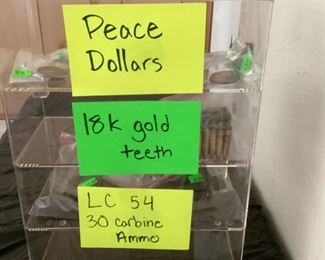 Peace
Dollars
18k gold
teeth
LC 54
30 carbine
Ammo